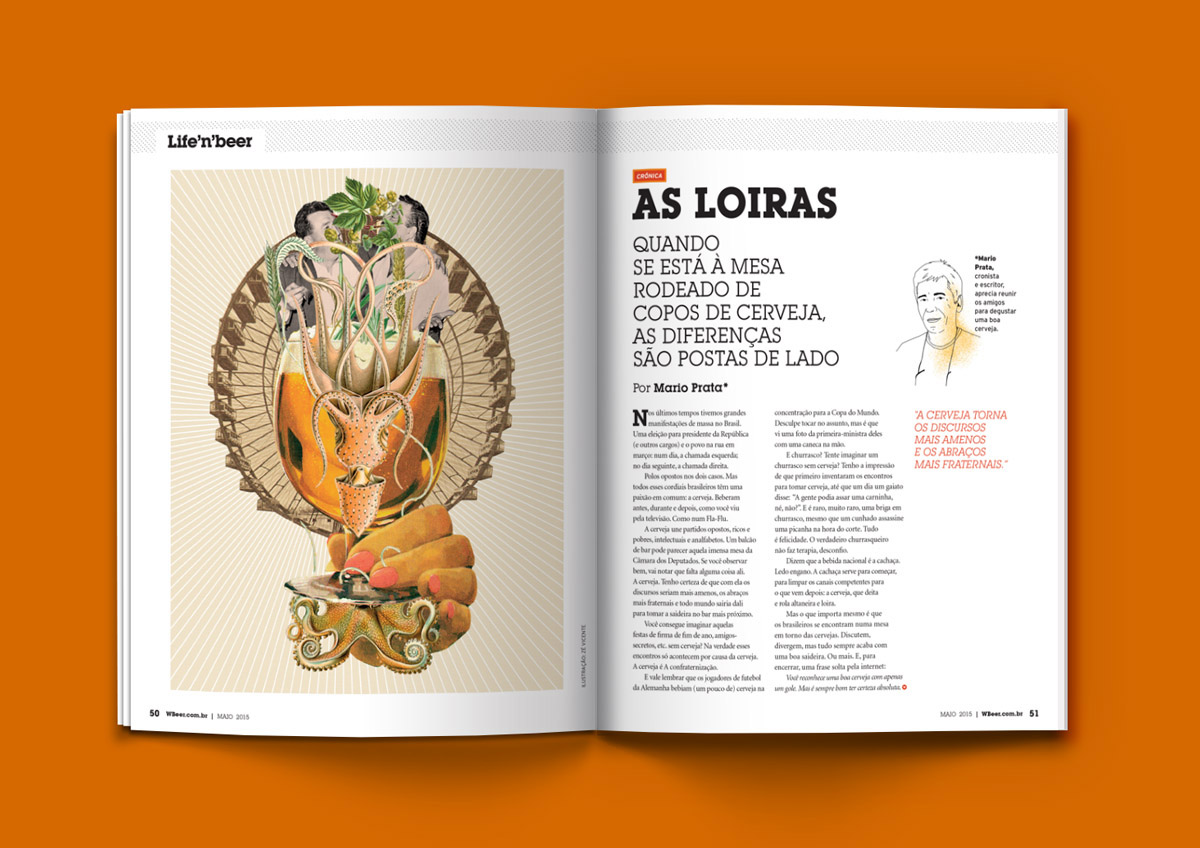 Life'n'beer
ILUSTRAÇÃO: ZÉ VICENTE
50 WBeer.com.br | MAIO 2015
CRÔNICA
AS LOIRAS
QUANDO
SE ESTÁ À MESA
RODEADO DE
COPOS DE CERVEJA,
AS DIFERENÇAS
SÃO POSTAS DE LADO
Por Mario Prata*
*Mario
Prata,
cronista
e escritor,
aprecia reunir
os amigos
para degustar
uma boa
cerveja.
Nos últimos tempos tivemos grandes
manifestações de massa no Brasil.
Uma eleição para presidente da República
(e outros cargos) e o povo na rua em
março: num dia, a chamada esquerda;
no dia seguinte, a chamada direita.
Polos opostos nos dois casos. Mas
todos esses cordiais brasileiros têm uma
paixão em comum: a cerveja. Beberam
antes, durante e depois, como você viu
pela televisão. Como num Fla-Flu.
A cerveja une partidos opostos, ricos e
pobres, intelectuais e analfabetos. Um balcão
de bar pode parecer aquela imensa mesa da
Câmara dos Deputados. Se você observar
bem, vai notar que falta alguma coisa ali.
A cerveja. Tenho certeza de que com ela os
discursos seriam mais amenos, os abraços
mais fraternais e todo mundo sairia dali
para tomar a saideira no bar mais próximo.
Você consegue imaginar aquelas
festas de firma de fim de ano, amigos-
secretos, etc. sem cerveja? Na verdade esses
encontros só acontecem por causa da cerveja.
A cerveja é A confraternização.
E vale lembrar que os jogadores de futebol
da Alemanha bebiam (um pouco de) cerveja na
concentração para a Copa do Mundo.
Desculpe tocar no assunto, mas é que
vi uma foto da primeira-ministra deles
com uma caneca na mão.
E churrasco? Tente imaginar um
churrasco sem cerveja? Tenho a impressão
de que primeiro inventaram os encontros
para tomar cerveja, até que um dia um gaiato
disse: "A gente podia assar uma carninha,
né, não?". E é raro, muito raro, uma briga em
churrasco, mesmo que um cunhado assassine
uma picanha na hora do corte. Tudo
é felicidade. O verdadeiro churrasqueiro
não faz terapia, desconfio.
Dizem que a bebida nacional é a cachaça.
Ledo engano. A cachaça serve para começar,
para limpar os canais competentes para
o que vem depois: a cerveja, que deita
e rola altaneira e loira.
Mas o que importa mesmo é que
os brasileiros se encontram numa mesa
em torno das cervejas. Discutem,
divergem, mas tudo sempre acaba com
uma boa saideira. Ou mais. E, para
encerrar, uma frase solta pela internet:
Você reconhece uma boa cerveja com apenas
um gole. Mas é sempre bom ter certeza absoluta.
"A CERVEJA TORNA
OS DISCURSOS
MAIS AMENOS
E OS ABRAÇOS
MAIS FRATERNAIS."
MAIO 2015 | WBeer.com.br 51